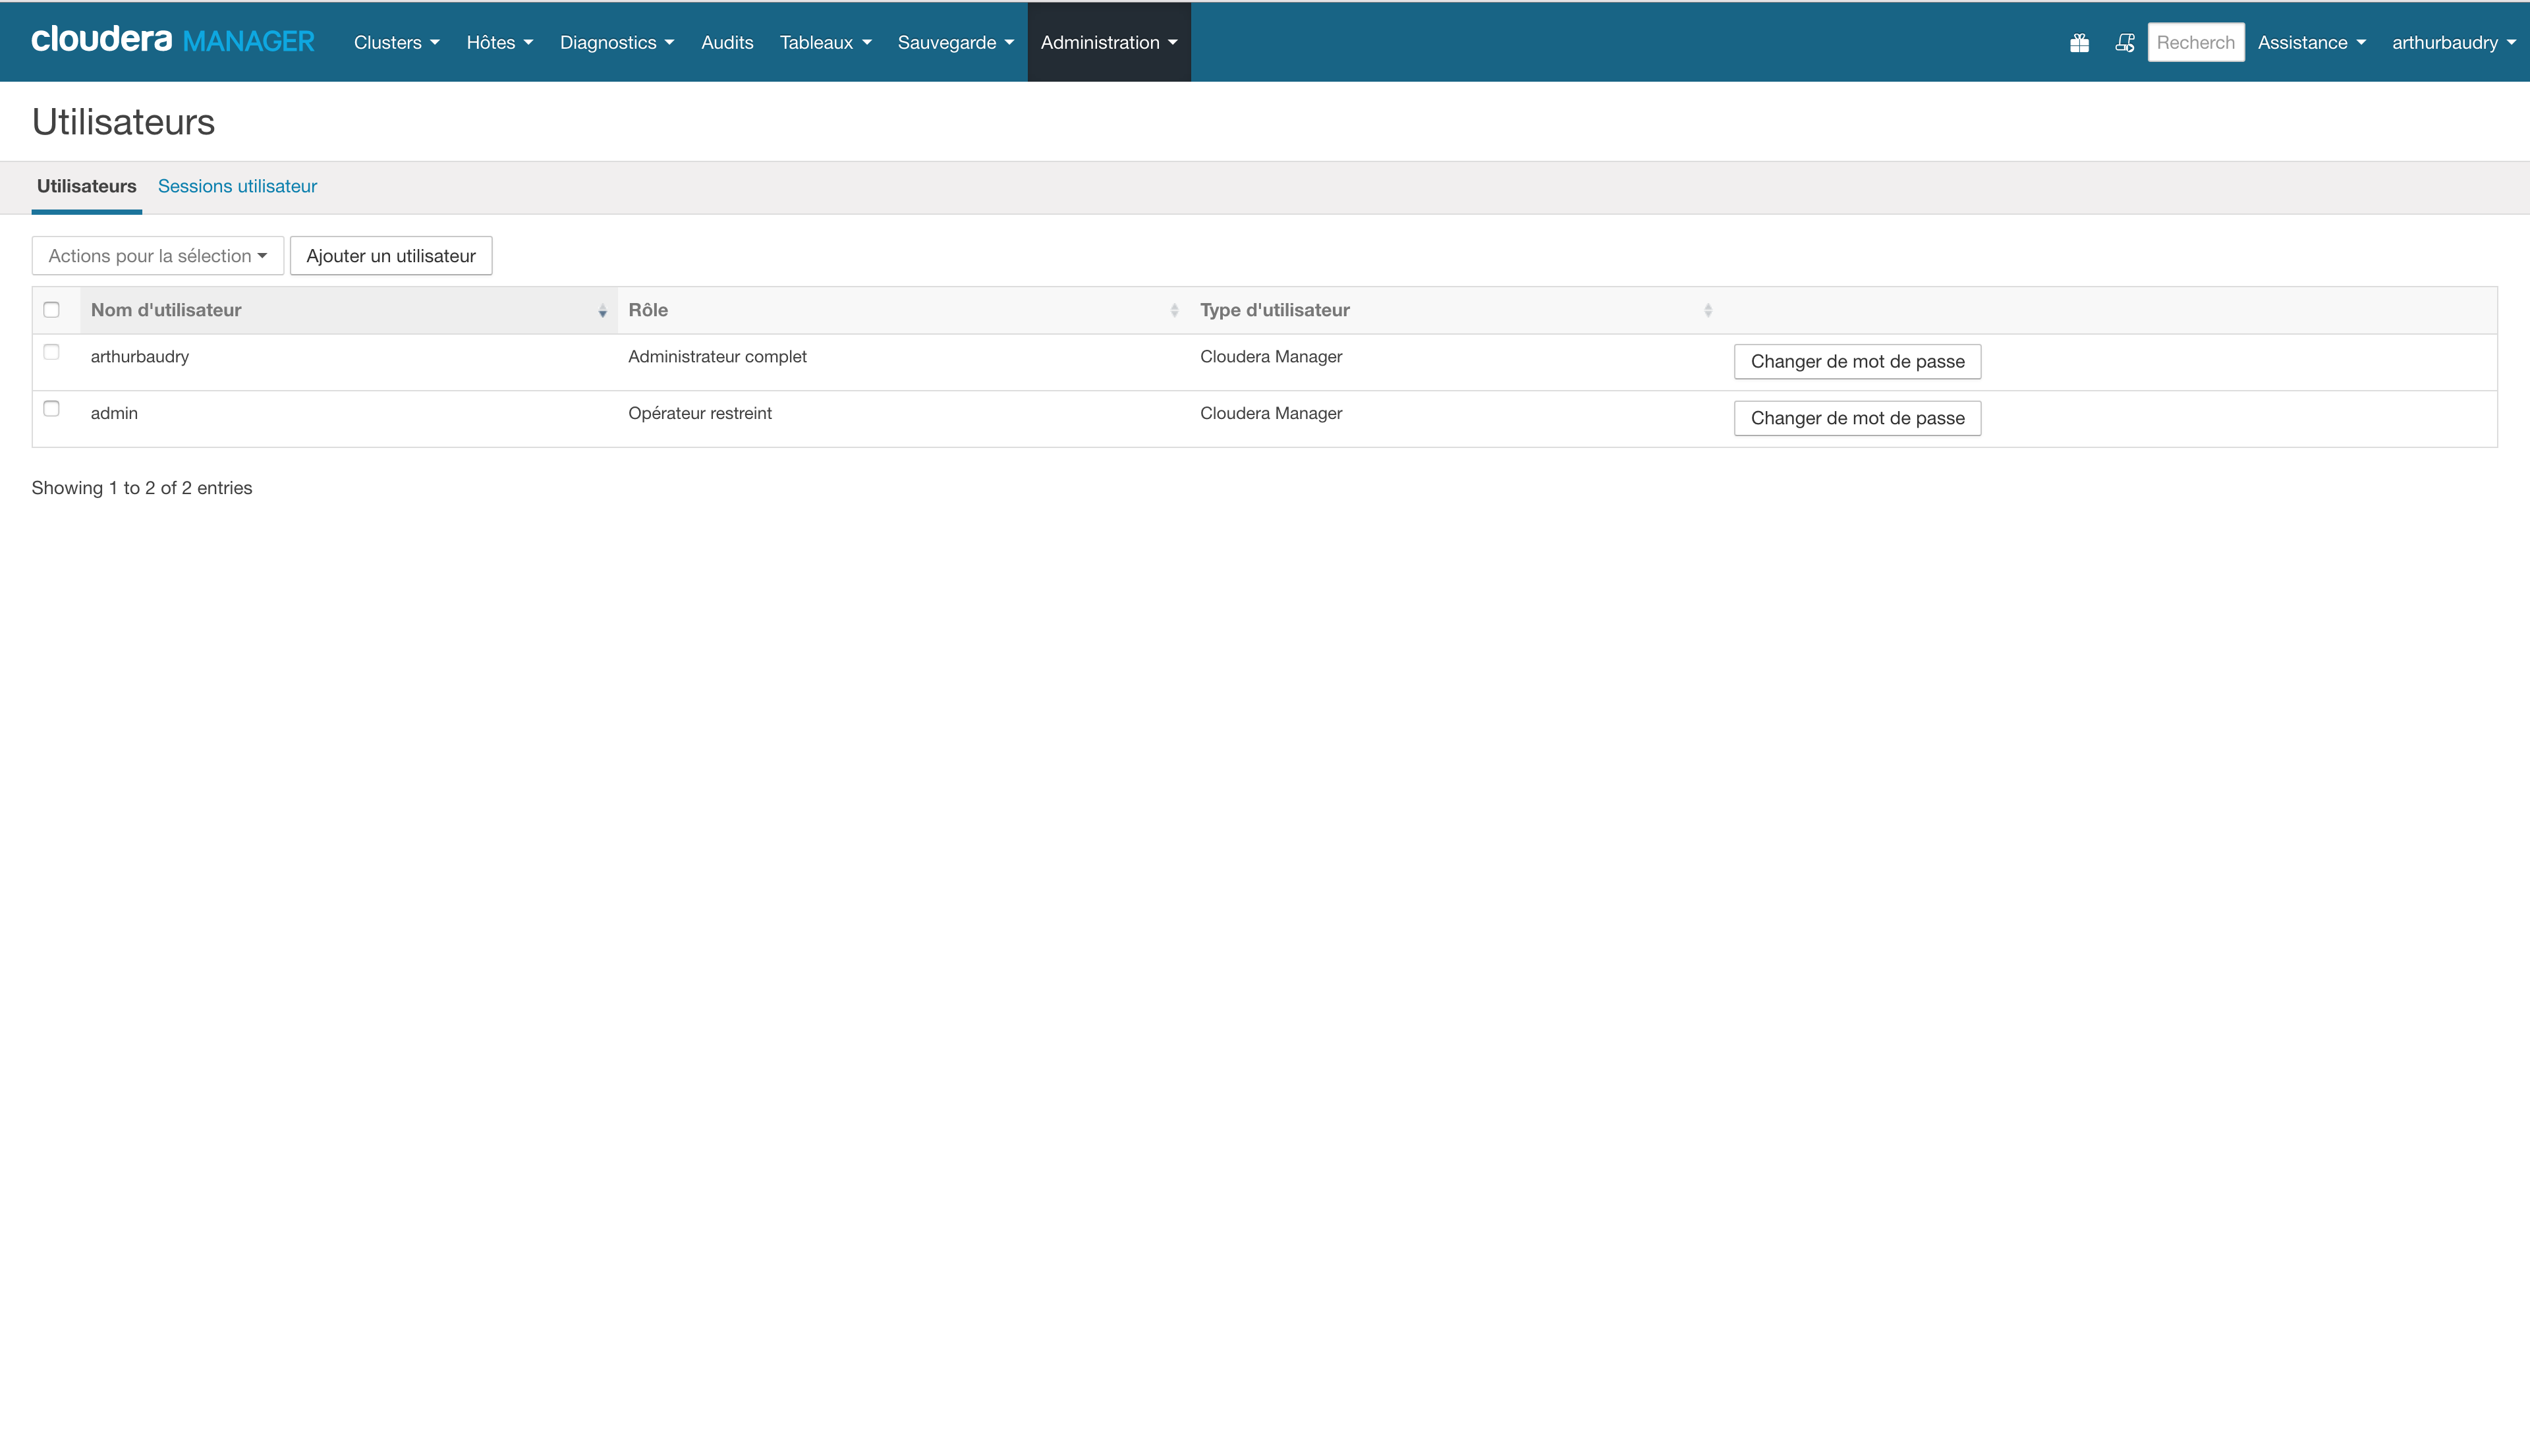 cloudera MANAGER Clusters Hôtes Diagnostics Audits Tableaux Sauvegarde Administration Recherch Assistance arthurbaudry
Utilisateurs
Utilisateurs Sessions utilisateur
Actions pour la sélection Ajouter un utilisateur
Nom d'utilisateur Rôle Type d'utilisateur
arthurbaudry Administrateur complet Cloudera Manager Changer de mot de passe
admin Opérateur restreint Cloudera Manager Changer de mot de passe
Showing 1 to 2 of 2 entries